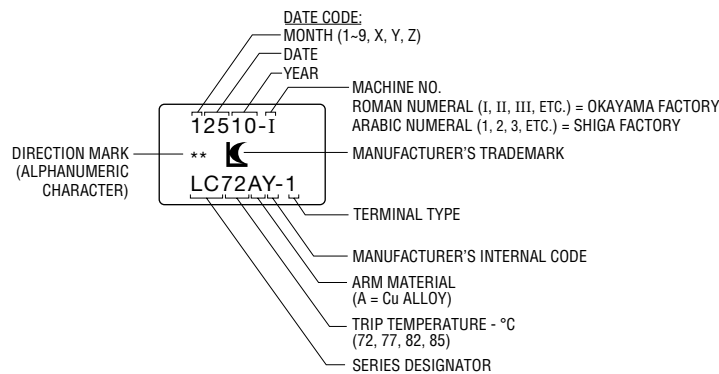 DATE CODE:
MONTH (1~9, X, Y, Z)
DATE
YEAR
MACHINE NO.
ROMAN NUMERAL (I, II, III, ETC.) = OKAYAMA FACTORY
ARABIC NUMERAL (1, 2, 3, ETC.) = SHIGA FACTORY
12510-I
DIRECTION MARK
(ALPHANUMERIC
CHARACTER)
**
MANUFACTURER'S TRADEMARK
LC72AY-1
TERMINAL TYPE
MANUFACTURER'S INTERNAL CODE
ARM MATERIAL
(A = Cu ALLOY)
TRIP TEMPERATURE - °C
(72, 77, 82, 85)
SERIES DESIGNATOR